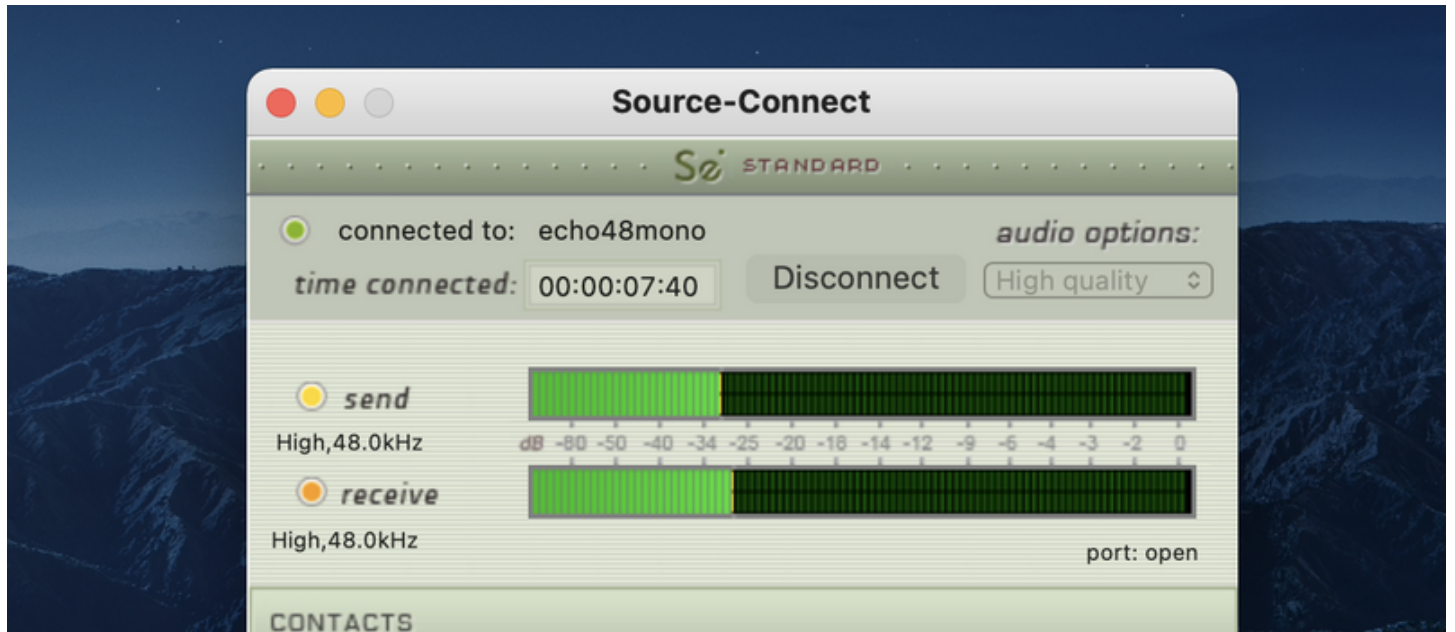 Source-Connect
Se STANDARD
connected to: echo48mono
audio options:
time connected: 00:00:07:40
Disconnect
High quality
send
High,48.0kHz
dB -80 -50 -40 -34 -25 -20 -18 -14 -12 -9 -6 -4 -3 -2 0
receive
High,48.0kHz
port: open
CONTACTS